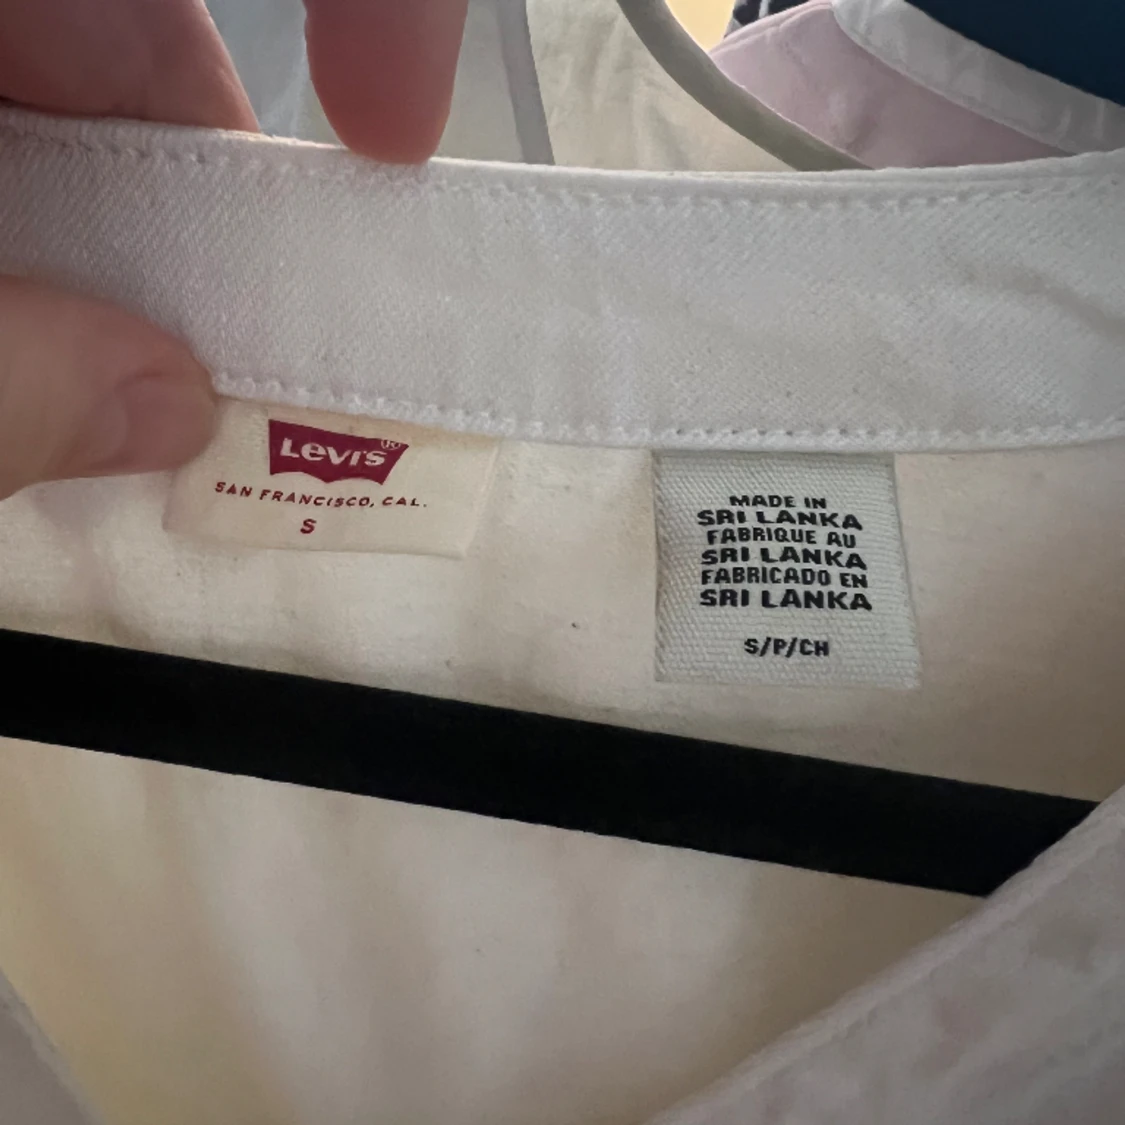 Levi's®
SAN FRANCISCO, CAL.
S
MADE IN
SRI LANKA
FABRIQUE AU
SRI LANKA
FABRICADO EN
SRI LANKA
S/P/CH